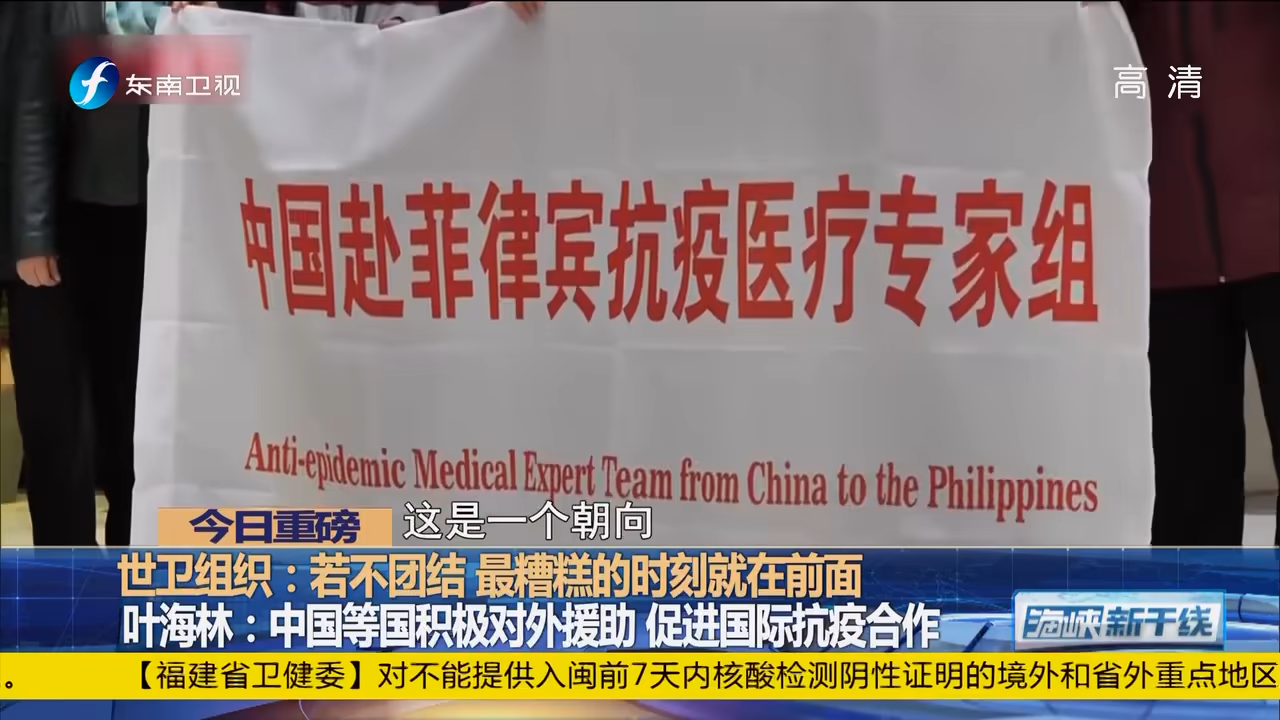 东南卫视
高清
中国赴菲律宾抗疫医疗专家组
Anti-epidemic Medical Expert Team from China to the Philippines
今日重磅
这是一个朝向
世卫组织：若不团结 最糟糕的时刻就在前面
叶海林：中国等国积极对外援助 促进国际抗疫合作
海峡新干线
。 【福建省卫健委】对不能提供入闽前7天内核酸检测阴性证明的境外和省外重点地区